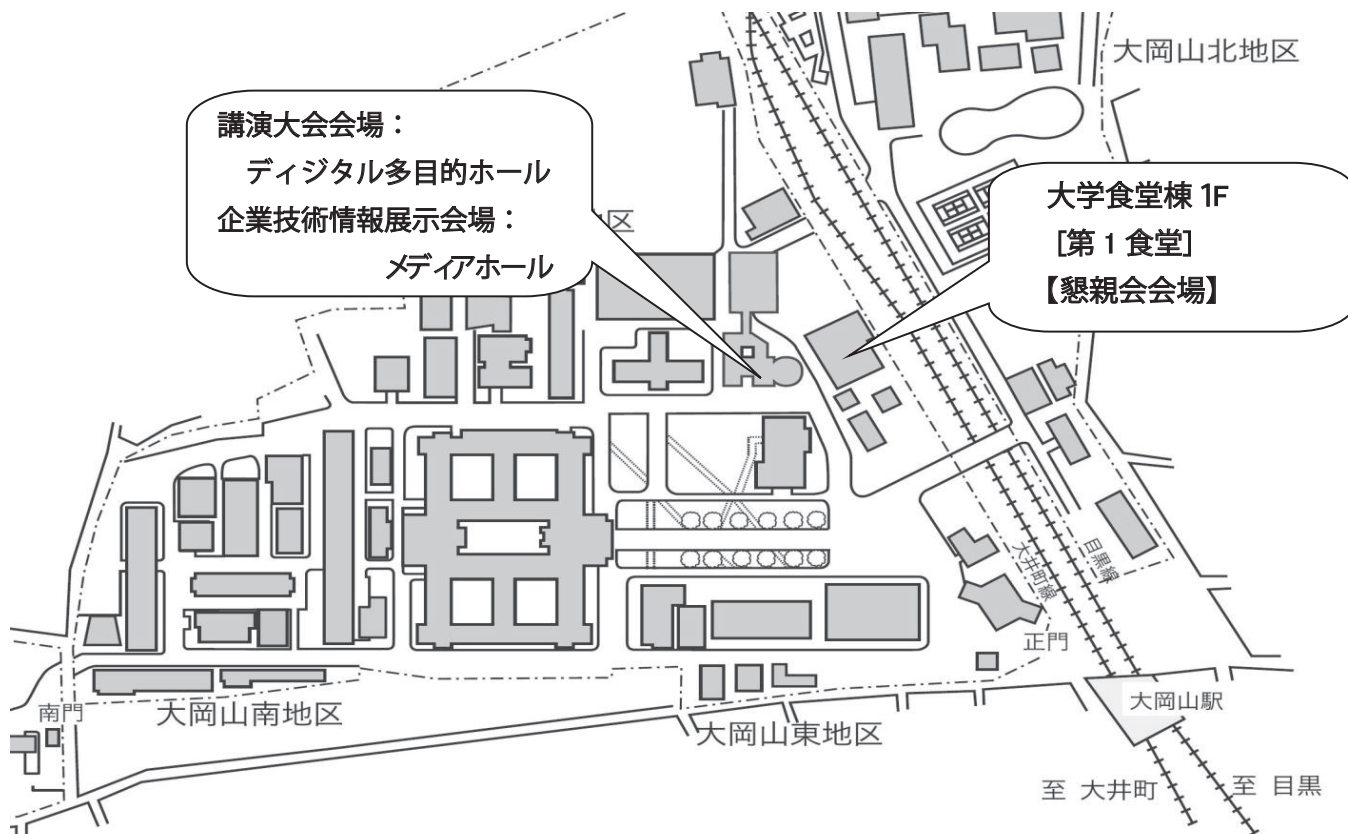 大岡山北地区
講演大会会場：
ディジタル多目的ホール
企業技術情報展示会場：
メディアホール
区
大学食堂棟 1F
［第 1 食堂］
【懇親会会場】
大井町線
目黒線
正門
南門
大岡山南地区
大岡山東地区
大岡山駅
至 大井町
至 目黒